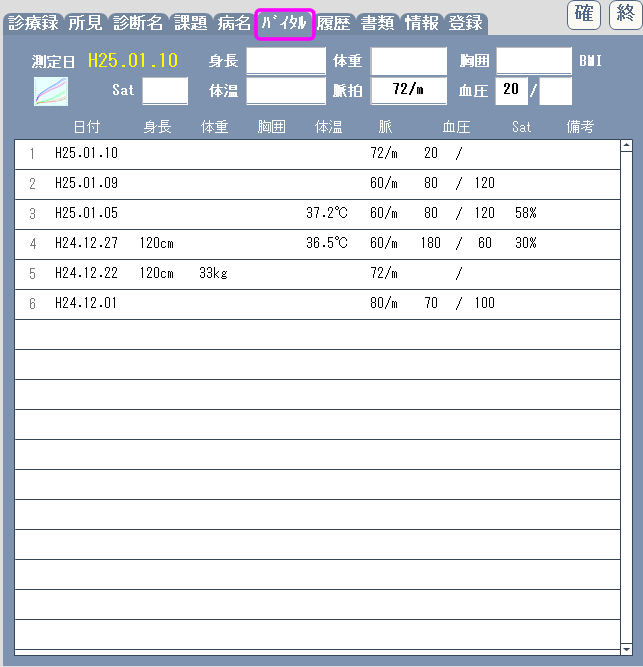 診療録 所見 診断名 課題 病名 ﾊﾞｲﾀﾙ 履歴 書類 情報 登録 確 終
測定日 H25.01.10 身長 体重 胸囲 BMI
Sat 体温 脈拍 72/m 血圧 20 /
日付 身長 体重 胸囲 体温 脈 血圧 Sat 備考
1 H25.01.10 72/m 20 /
2 H25.01.09 60/m 80 / 120
3 H25.01.05 37.2℃ 60/m 80 / 120 58%
4 H24.12.27 120cm 36.5℃ 60/m 180 / 60 30%
5 H24.12.22 120cm 33kg 72/m /
6 H24.12.01 80/m 70 / 100